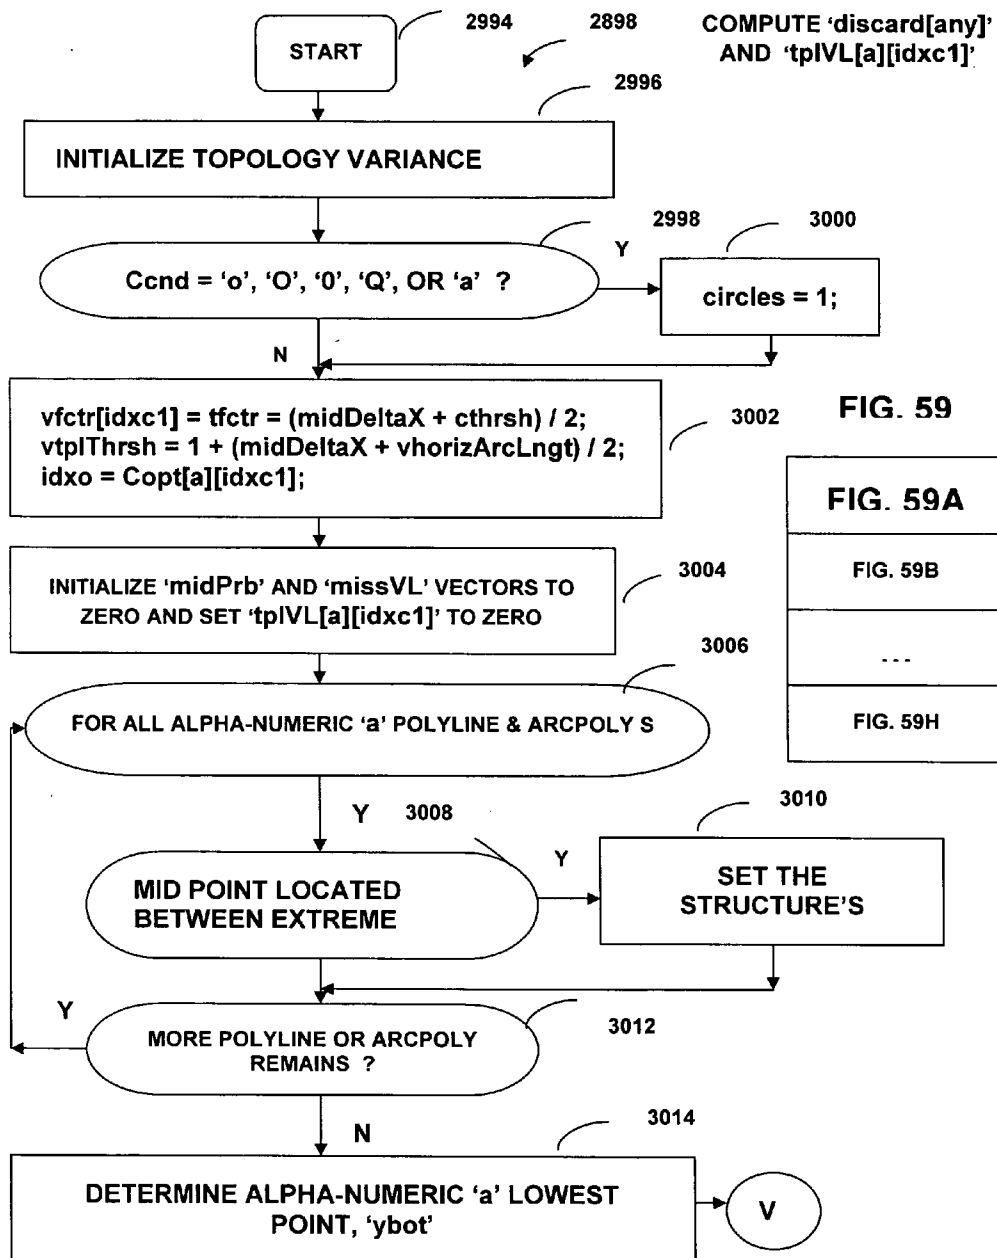 START
2994
2898
COMPUTE 'discard[any]'
AND 'tplVL[a][idxc1]'
2996
INITIALIZE TOPOLOGY VARIANCE
2998
3000
Ccnd = 'o', 'O', '0', 'Q', OR 'a' ?
Y
circles = 1;
N
vfctr[idxc1] = tfctr = (midDeltaX + cthrsh) / 2;
vtplThrsh = 1 + (midDeltaX + vhorizArcLngt) / 2;
idxo = Copt[a][idxc1];
3002
FIG. 59
FIG. 59A
FIG. 59B
...
FIG. 59H
INITIALIZE 'midPrb' AND 'missVL' VECTORS TO
ZERO AND SET 'tplVL[a][idxc1]' TO ZERO
3004
3006
FOR ALL ALPHA-NUMERIC 'a' POLYLINE & ARCPOLY S
Y
3008
3010
MID POINT LOCATED
BETWEEN EXTREME
Y
SET THE
STRUCTURE'S
Y
3012
MORE POLYLINE OR ARCPOLY
REMAINS ?
N
3014
DETERMINE ALPHA-NUMERIC 'a' LOWEST
POINT, 'ybot'
V